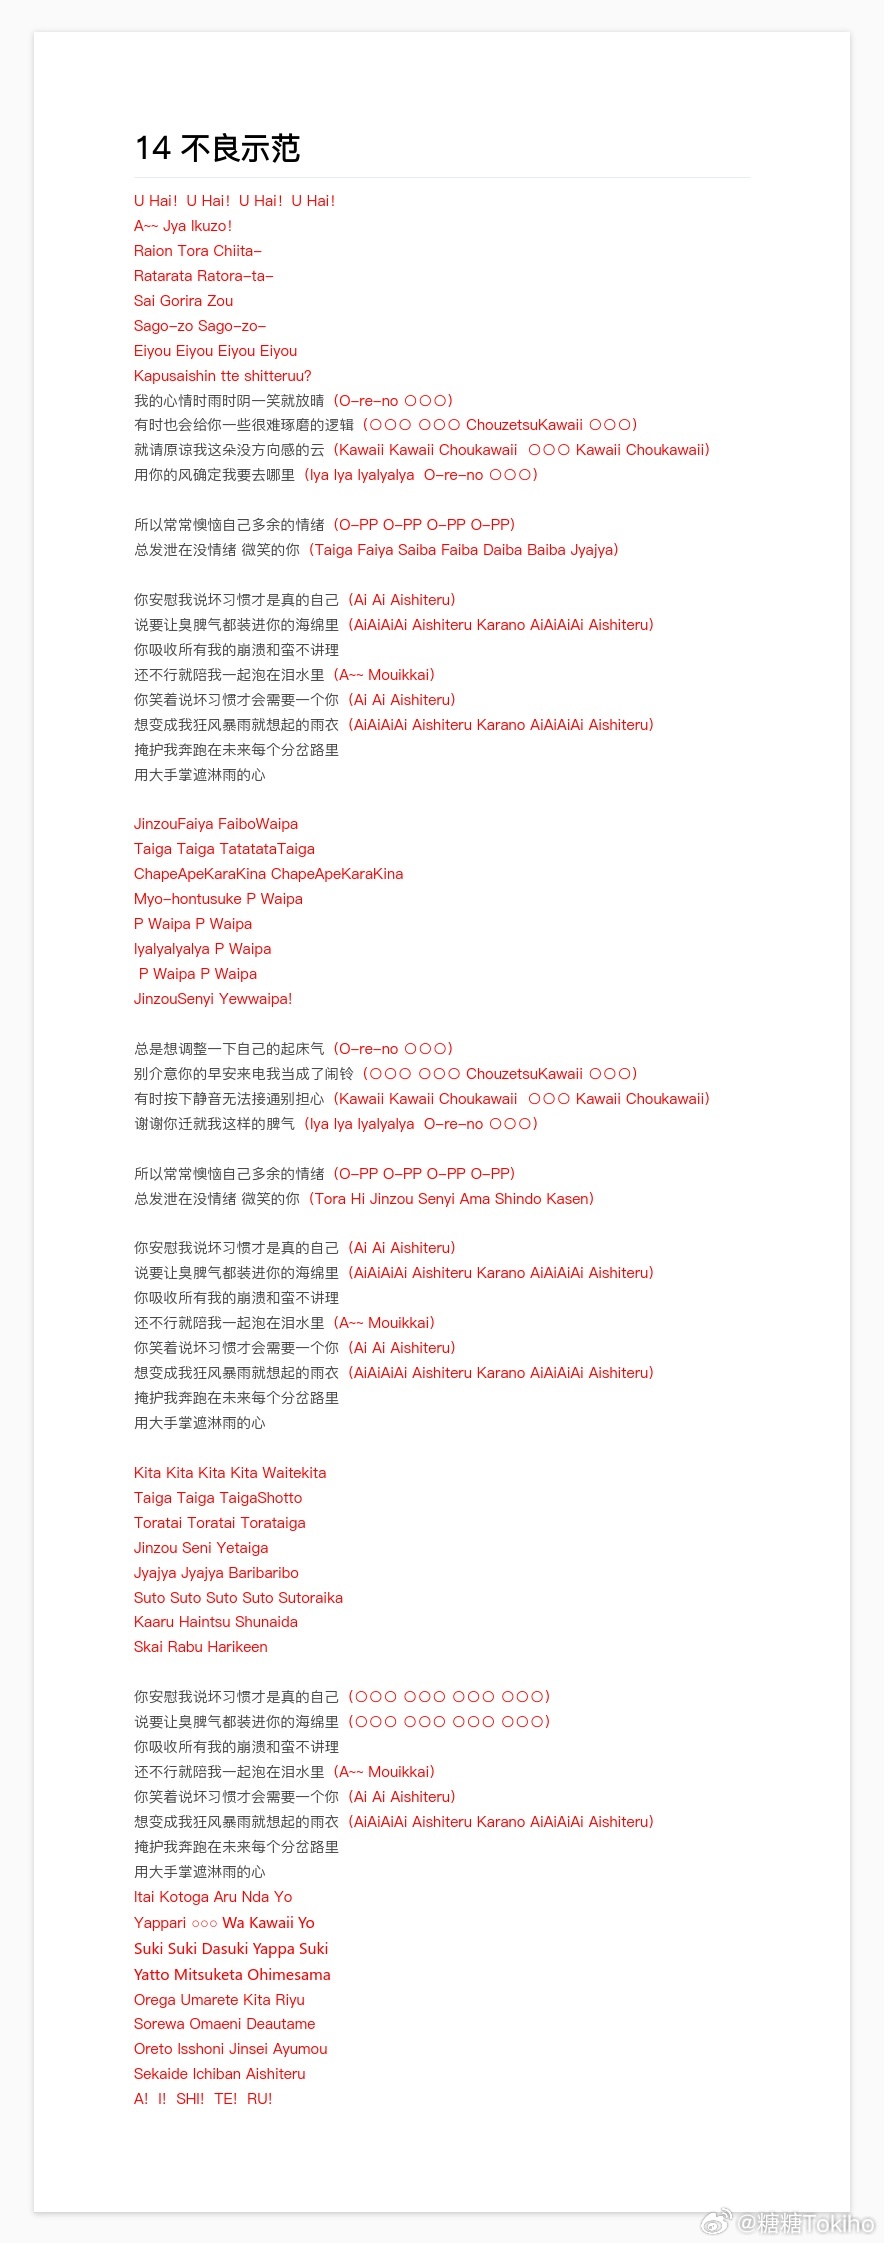 14 不良示范
U Hai！U Hai！U Hai！U Hai！
A~~ Jya Ikuzo！
Raion Tora Chiita-
Ratarata Ratora-ta-
Sai Gorira Zou
Sago-zo Sago-zo-
Eiyou Eiyou Eiyou Eiyou
Kapusaishin tte shitteruu?
我的心情时雨时阴一笑就放晴（O-re-no 〇〇〇）
有时也会给你一些很难琢磨的逻辑（〇〇〇 〇〇〇 ChouzetsuKawaii 〇〇〇）
就请原谅我这朵没方向感的云（Kawaii Kawaii Choukawaii  〇〇〇 Kawaii Choukawaii）
用你的风确定我要去哪里（Iya Iya IyaIyaIya  O-re-no 〇〇〇）
所以常常懊恼自己多余的情绪（O-PP O-PP O-PP O-PP）
总发泄在没情绪 微笑的你（Taiga Faiya Saiba Faiba Daiba Baiba Jyajya）
你安慰我说坏习惯才是真的自己（Ai Ai Aishiteru）
说要让臭脾气都装进你的海绵里（AiAiAiAi Aishiteru Karano AiAiAiAi Aishiteru）
你吸收所有我的崩溃和蛮不讲理
还不行就陪我一起泡在泪水里（A~~ Mouikkai）
你笑着说坏习惯才会需要一个你（Ai Ai Aishiteru）
想变成我狂风暴雨就想起的雨衣（AiAiAiAi Aishiteru Karano AiAiAiAi Aishiteru）
掩护我奔跑在未来每个分岔路里
用大手掌遮淋雨的心
JinzouFaiya FaiboWaipa
Taiga Taiga TatatataTaiga
ChapeApeKaraKina ChapeApeKaraKina
Myo-hontusuke P Waipa
P Waipa P Waipa
IyaIyaIyaIya P Waipa
P Waipa P Waipa
JinzouSenyi Yewwaipa!
总是想调整一下自己的起床气（O-re-no 〇〇〇）
别介意你的早安来电我当成了闹铃（〇〇〇 〇〇〇 ChouzetsuKawaii 〇〇〇）
有时按下静音无法接通别担心（Kawaii Kawaii Choukawaii  〇〇〇 Kawaii Choukawaii）
谢谢你迁就我这样的脾气（Iya Iya IyaIyaIya  O-re-no 〇〇〇）
所以常常懊恼自己多余的情绪（O-PP O-PP O-PP O-PP）
总发泄在没情绪 微笑的你（Tora Hi Jinzou Senyi Ama Shindo Kasen）
你安慰我说坏习惯才是真的自己（Ai Ai Aishiteru）
说要让臭脾气都装进你的海绵里（AiAiAiAi Aishiteru Karano AiAiAiAi Aishiteru）
你吸收所有我的崩溃和蛮不讲理
还不行就陪我一起泡在泪水里（A~~ Mouikkai）
你笑着说坏习惯才会需要一个你（Ai Ai Aishiteru）
想变成我狂风暴雨就想起的雨衣（AiAiAiAi Aishiteru Karano AiAiAiAi Aishiteru）
掩护我奔跑在未来每个分岔路里
用大手掌遮淋雨的心
Kita Kita Kita Kita Waitekita
Taiga Taiga TaigaShotto
Toratai Toratai Torataiga
Jinzou Seni Yetaiga
Jyajya Jyajya Baribaribo
Suto Suto Suto Suto Sutoraika
Kaaru Haintsu Shunaida
Skai Rabu Harikeen
你安慰我说坏习惯才是真的自己（〇〇〇 〇〇〇 〇〇〇 〇〇〇）
说要让臭脾气都装进你的海绵里（〇〇〇 〇〇〇 〇〇〇 〇〇〇）
你吸收所有我的崩溃和蛮不讲理
还不行就陪我一起泡在泪水里（A~~ Mouikkai）
你笑着说坏习惯才会需要一个你（Ai Ai Aishiteru）
想变成我狂风暴雨就想起的雨衣（AiAiAiAi Aishiteru Karano AiAiAiAi Aishiteru）
掩护我奔跑在未来每个分岔路里
用大手掌遮淋雨的心
Itai Kotoga Aru Nda Yo
Yappari ○○○ Wa Kawaii Yo
Suki Suki Dasuki Yappa Suki
Yatto Mitsuketa Ohimesama
Orega Umarete Kita Riyu
Sorewa Omaeni Deautame
Oreto Isshoni Jinsei Ayumou
Sekaide Ichiban Aishiteru
A！I！SHI！TE！RU！
@糖糖Tokiho